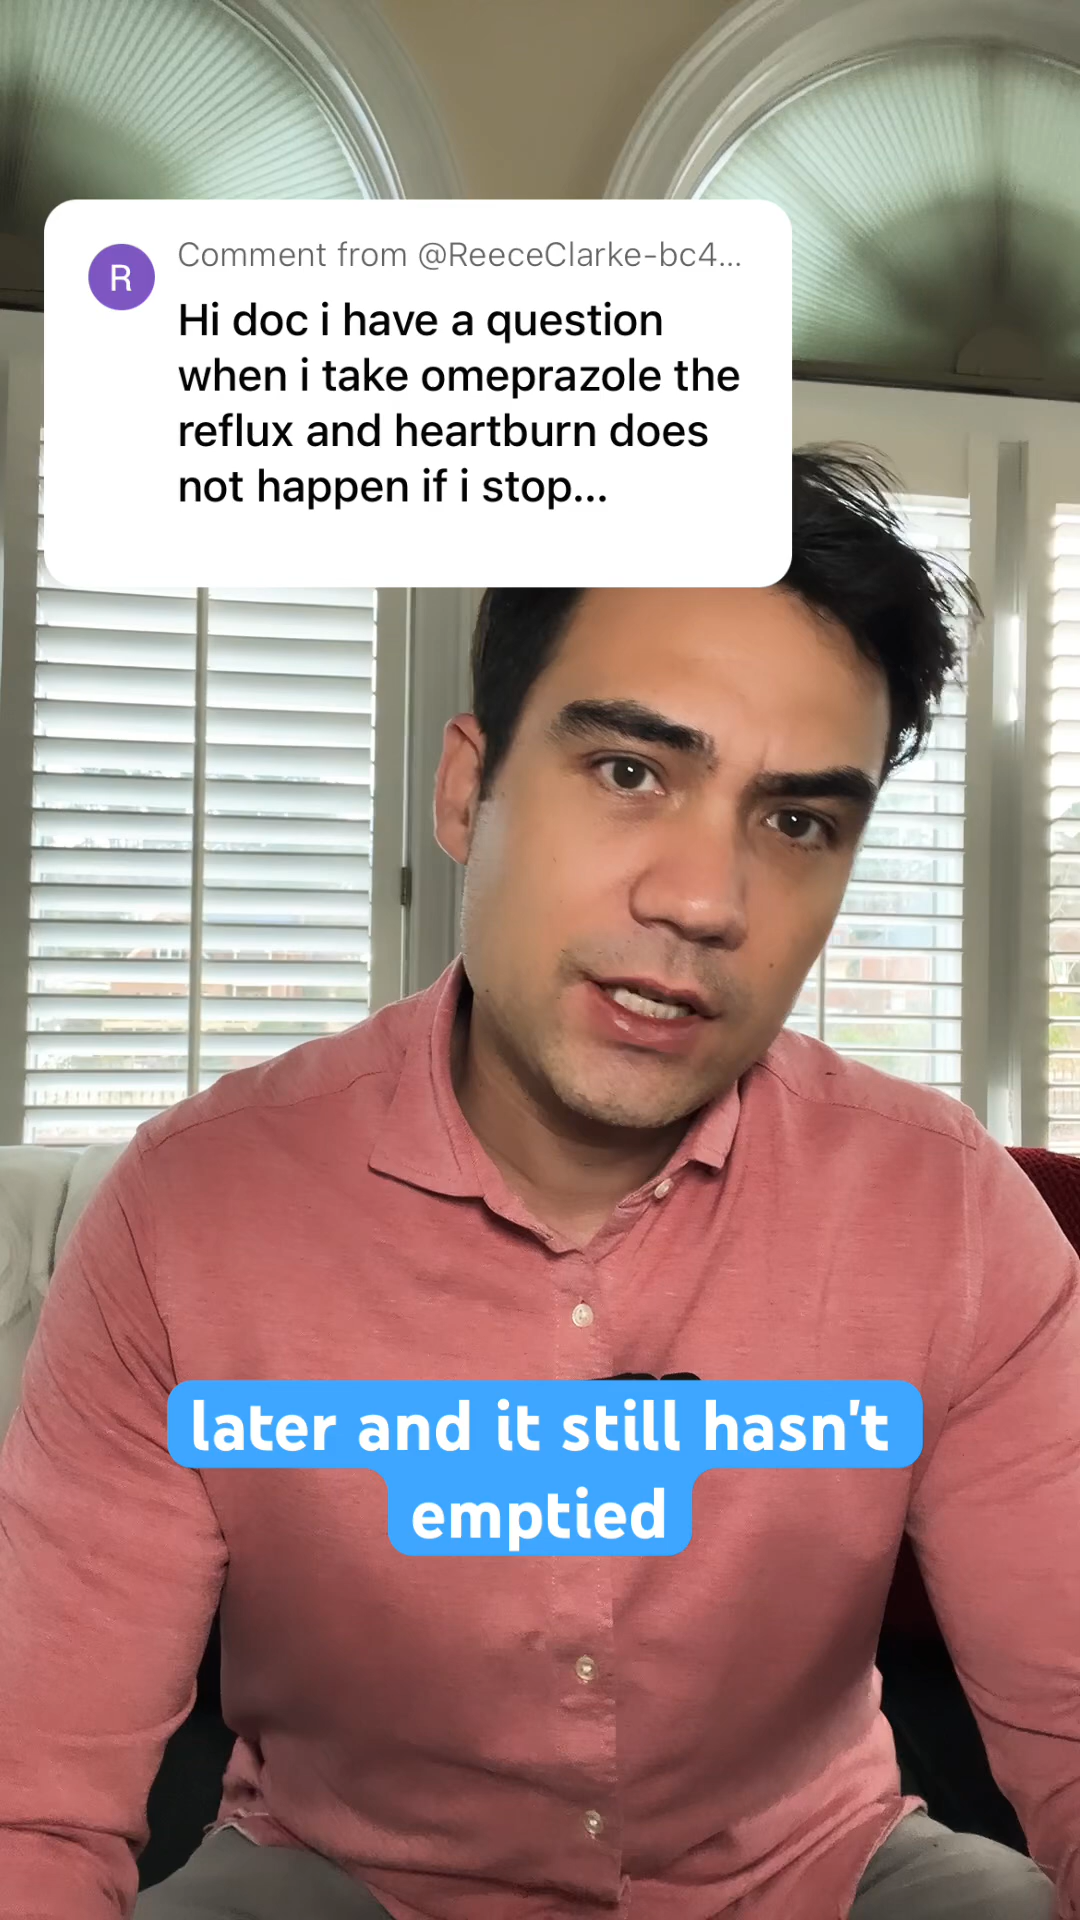 R
Comment from @ReeceClarke-bc4...
Hi doc i have a question
when i take omeprazole the
reflux and heartburn does
not happen if i stop...
later and it still hasn't
emptied